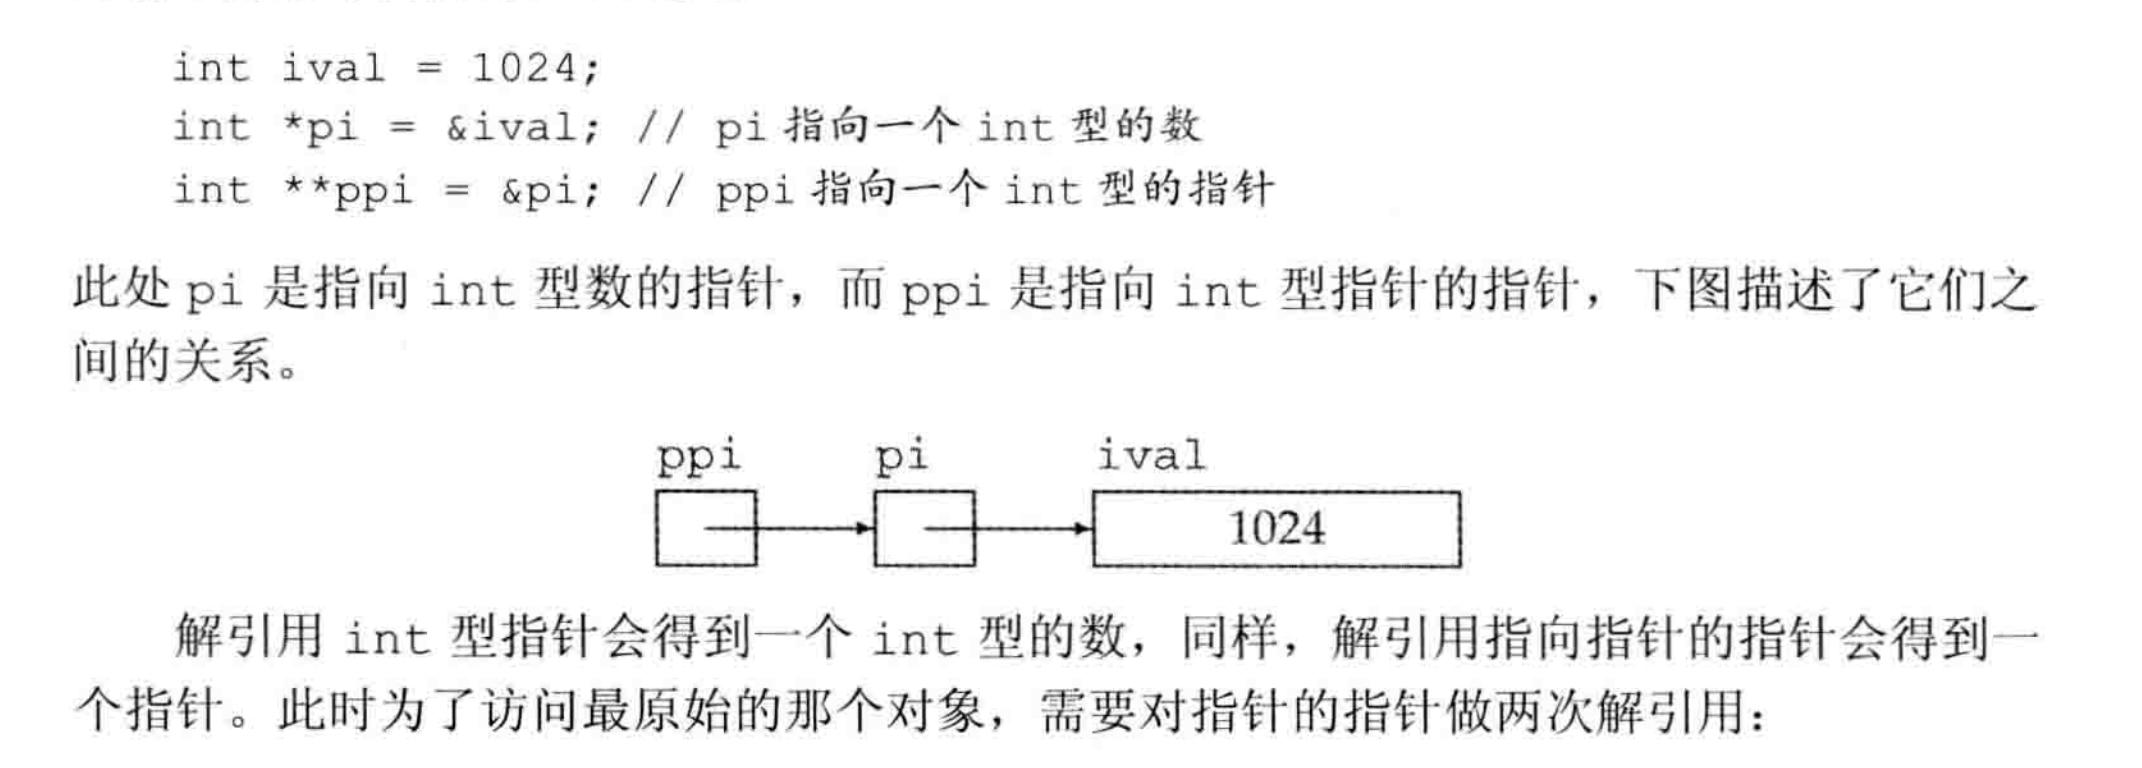 int ival = 1024;
int *pi = &ival; // pi 指向一个 int 型的数
int **ppi = &pi; // ppi 指向一个 int 型的指针
此处 pi 是指向 int 型数的指针，而 ppi 是指向 int 型指针的指针，下图描述了它们之
间的关系。
ppi pi ival
1024
解引用 int 型指针会得到一个 int 型的数，同样，解引用指向指针的指针会得到一
个指针。此时为了访问最原始的那个对象，需要对指针的指针做两次解引用：